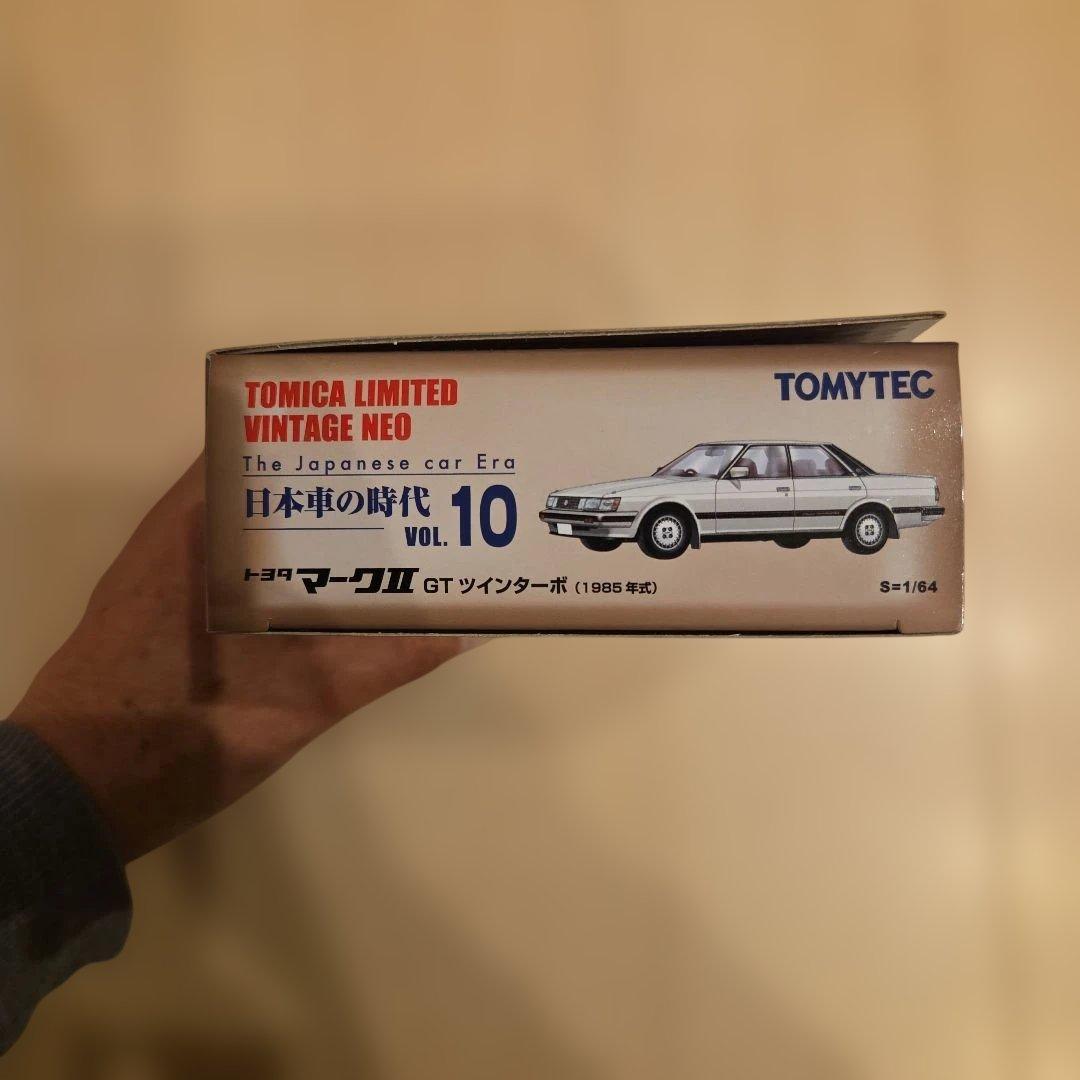 TOMICA LIMITED
VINTAGE NEO
TOMYTEC
The Japanese car Era
日本車の時代
VOL. 10
トヨタ マークII GT ツインターボ (1985年式)
S=1/64